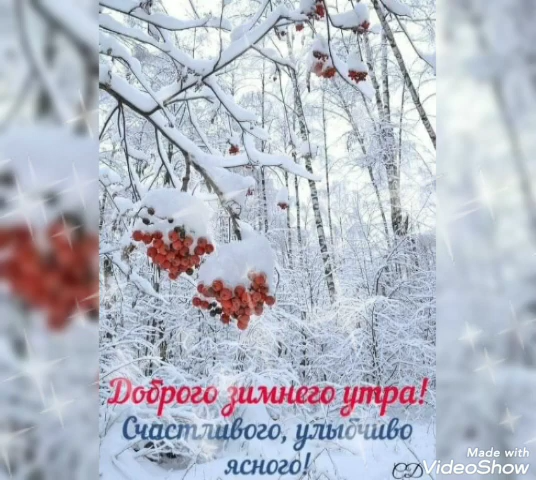 Доброго зимнего утра!
Счастливого, улыбчиво
ясного!
Made with
VideoShow